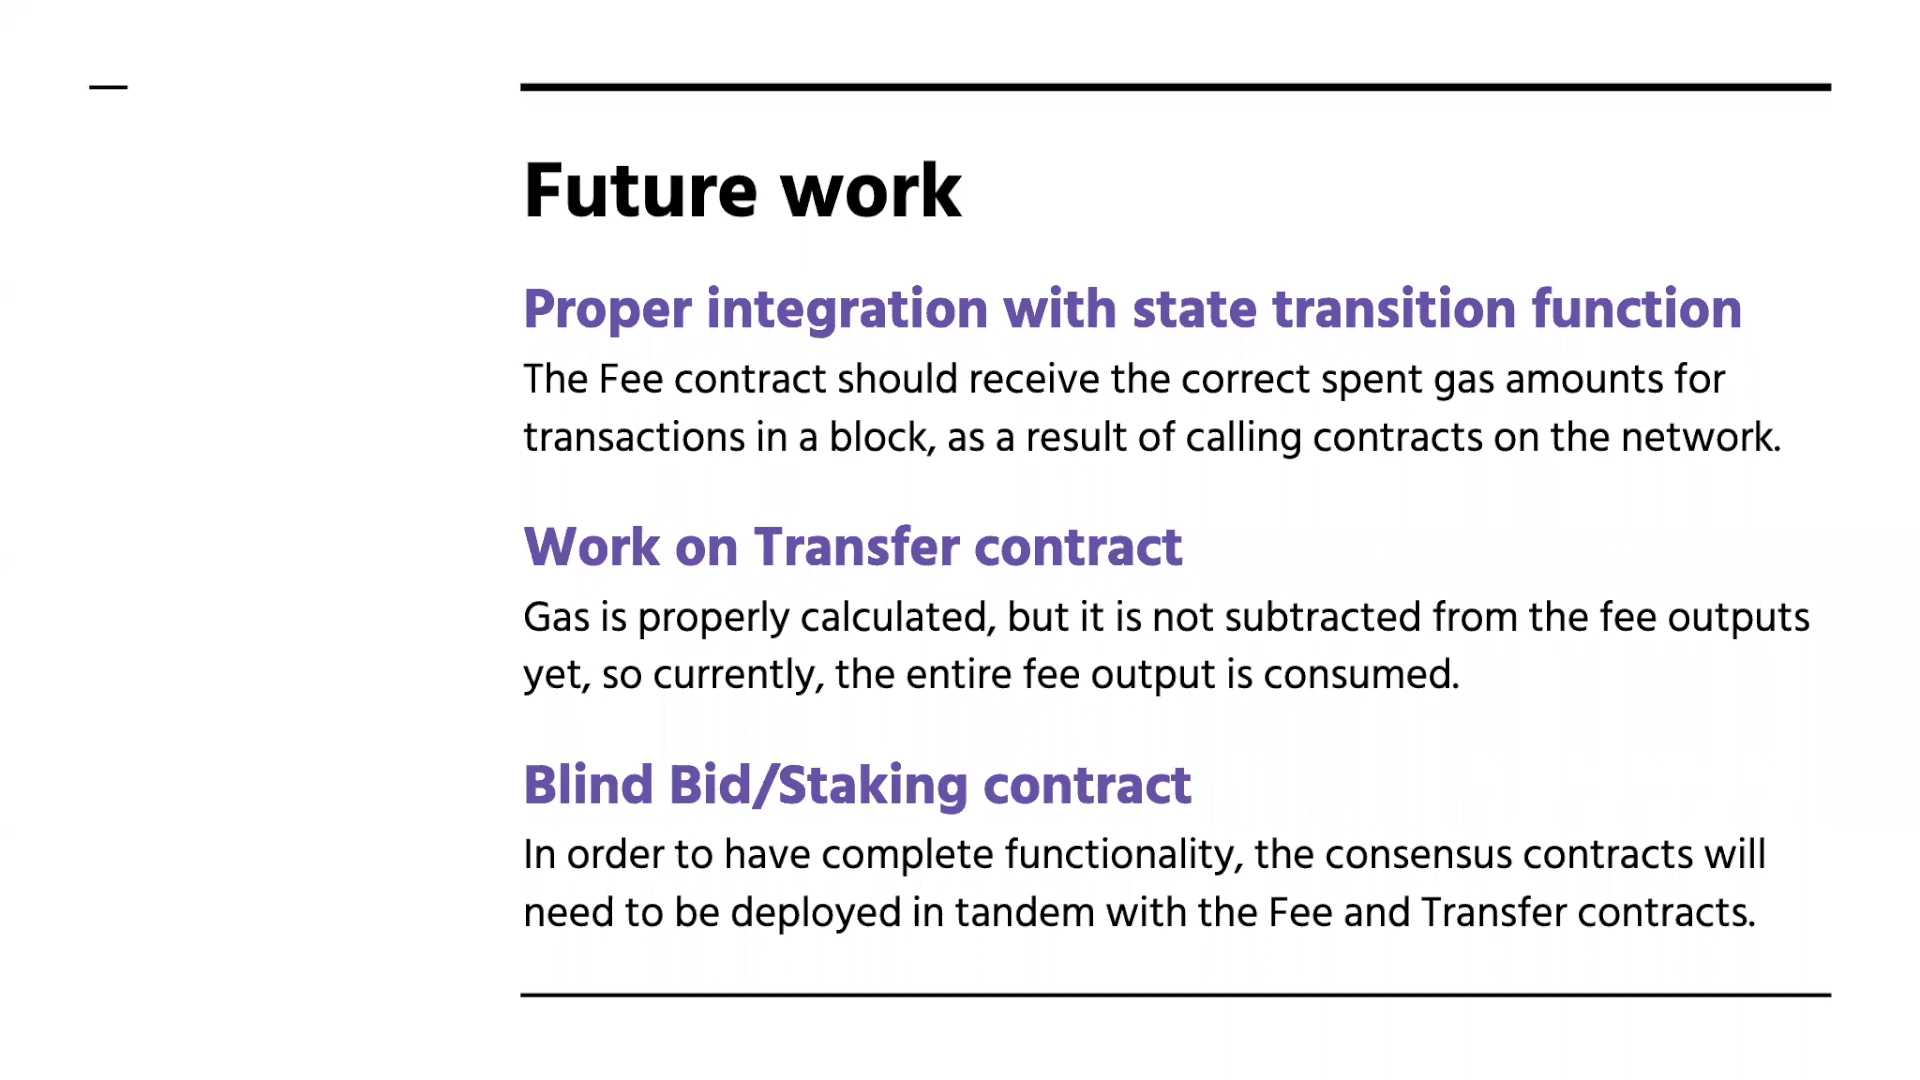 Future work
Proper integration with state transition function
The Fee contract should receive the correct spent gas amounts for
transactions in a block, as a result of calling contracts on the network.
Work on Transfer contract
Gas is properly calculated, but it is not subtracted from the fee outputs
yet, so currently, the entire fee output is consumed.
Blind Bid/Staking contract
In order to have complete functionality, the consensus contracts will
need to be deployed in tandem with the Fee and Transfer contracts.